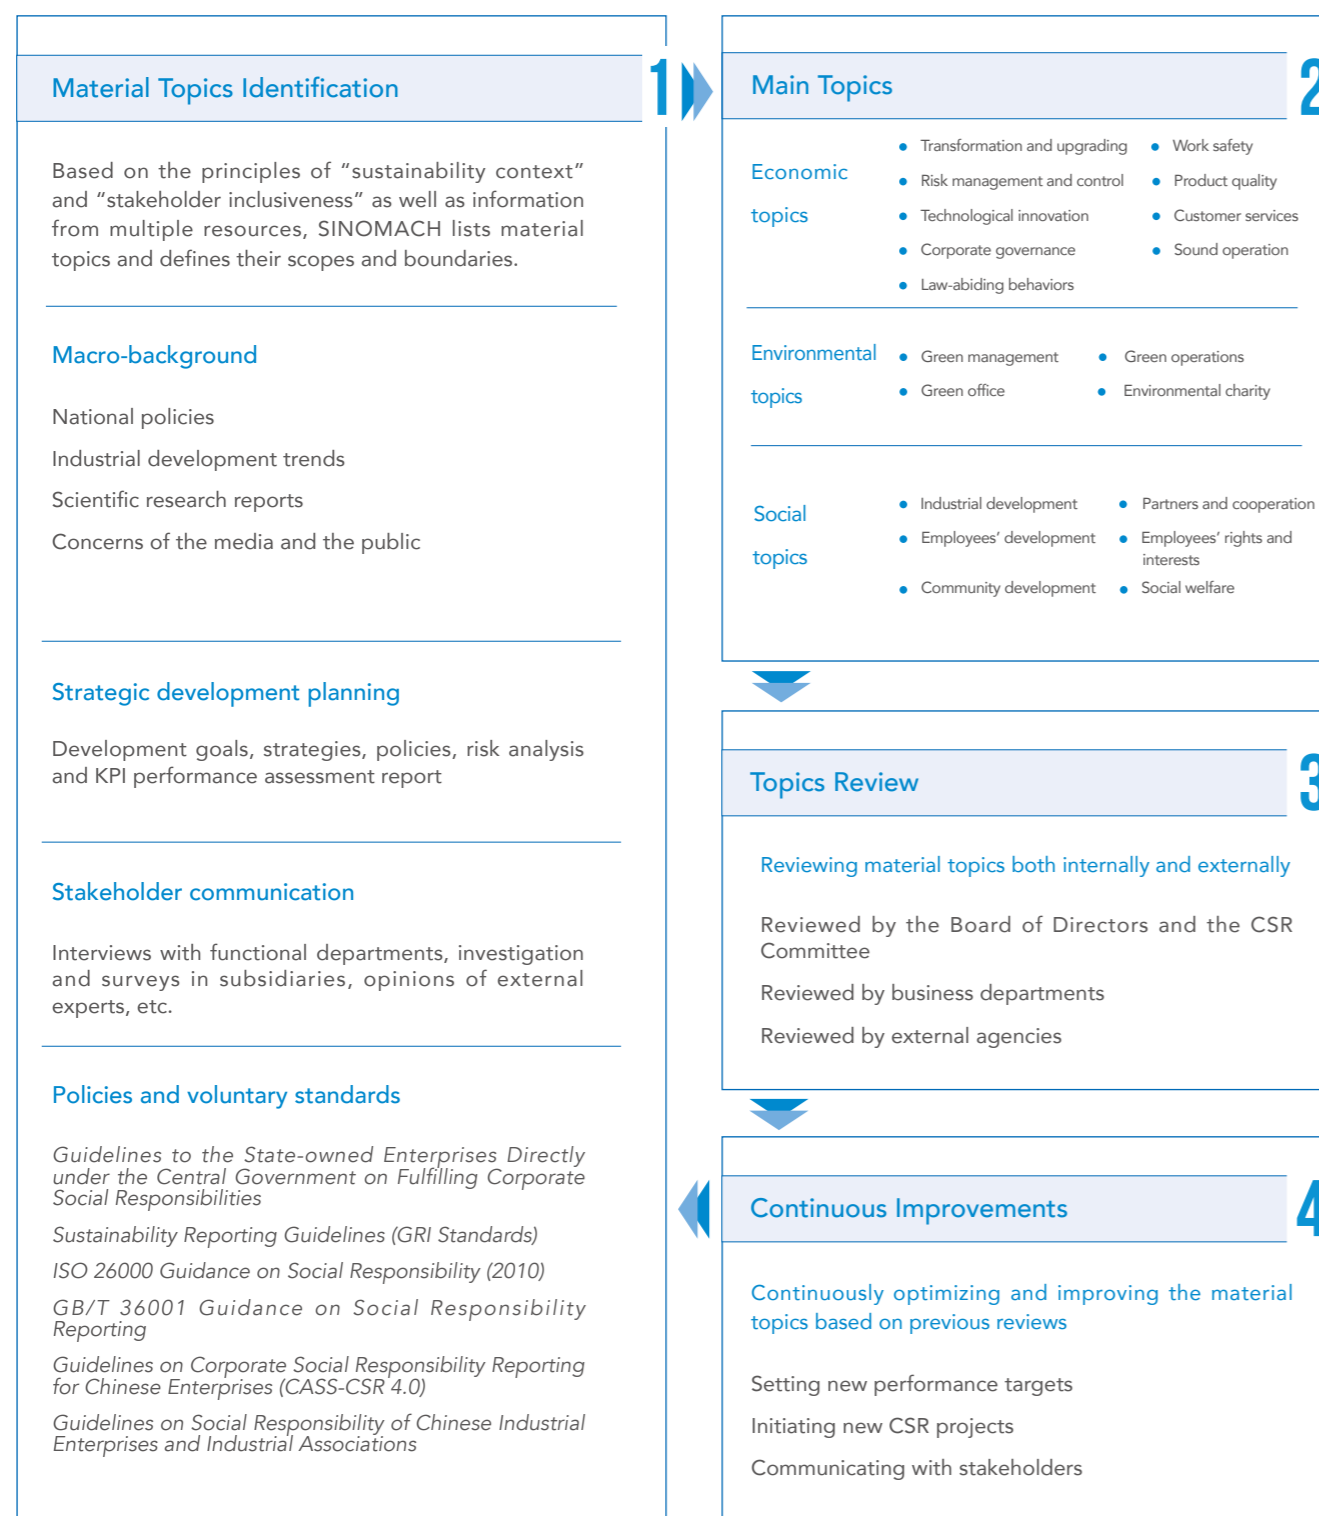 Material Topics Identification
1
Based on the principles of “sustainability context”
and “stakeholder inclusiveness” as well as information
from multiple resources, SINOMACH lists material
topics and defines their scopes and boundaries.
Macro-background
National policies
Industrial development trends
Scientific research reports
Concerns of the media and the public
Strategic development planning
Development goals, strategies, policies, risk analysis
and KPI performance assessment report
Stakeholder communication
Interviews with functional departments, investigation
and surveys in subsidiaries, opinions of external
experts, etc.
Policies and voluntary standards
Guidelines to the State-owned Enterprises Directly
under the Central Government on Fulfilling Corporate
Social Responsibilities
Sustainability Reporting Guidelines (GRI Standards)
ISO 26000 Guidance on Social Responsibility (2010)
GB/T 36001 Guidance on Social Responsibility
Reporting
Guidelines on Corporate Social Responsibility Reporting
for Chinese Enterprises (CASS-CSR 4.0)
Guidelines on Social Responsibility of Chinese Industrial
Enterprises and Industrial Associations
Main Topics
2
Economic
topics
• Transformation and upgrading • Work safety
• Risk management and control • Product quality
• Technological innovation • Customer services
• Corporate governance • Sound operation
• Law-abiding behaviors
Environmental
topics
• Green management • Green operations
• Green office • Environmental charity
Social
topics
• Industrial development • Partners and cooperation
• Employees’ development • Employees’ rights and
interests
• Community development • Social welfare
Topics Review
3
Reviewing material topics both internally and externally
Reviewed by the Board of Directors and the CSR
Committee
Reviewed by business departments
Reviewed by external agencies
Continuous Improvements
4
Continuously optimizing and improving the material
topics based on previous reviews
Setting new performance targets
Initiating new CSR projects
Communicating with stakeholders